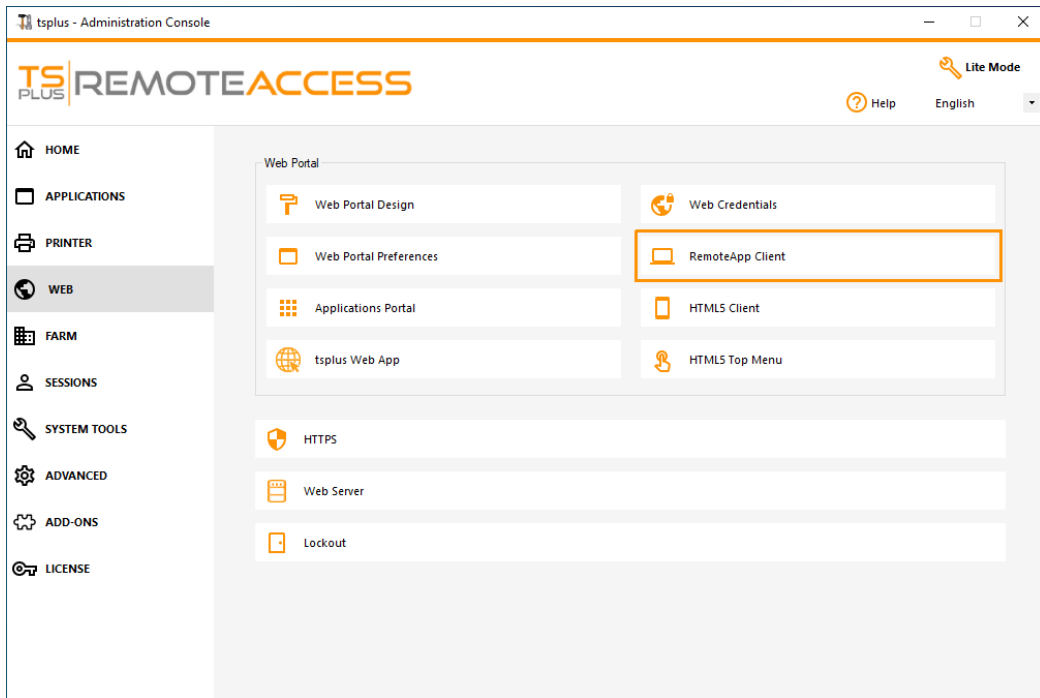 tsplus - Administration Console
TS PLUS REMOTEACCESS
Lite Mode
Help English
HOME
APPLICATIONS
PRINTER
WEB
FARM
SESSIONS
SYSTEM TOOLS
ADVANCED
ADD-ONS
LICENSE
Web Portal
Web Portal Design
Web Credentials
Web Portal Preferences
RemoteApp Client
Applications Portal
HTML5 Client
tsplus Web App
HTML5 Top Menu
HTTPS
Web Server
Lockout